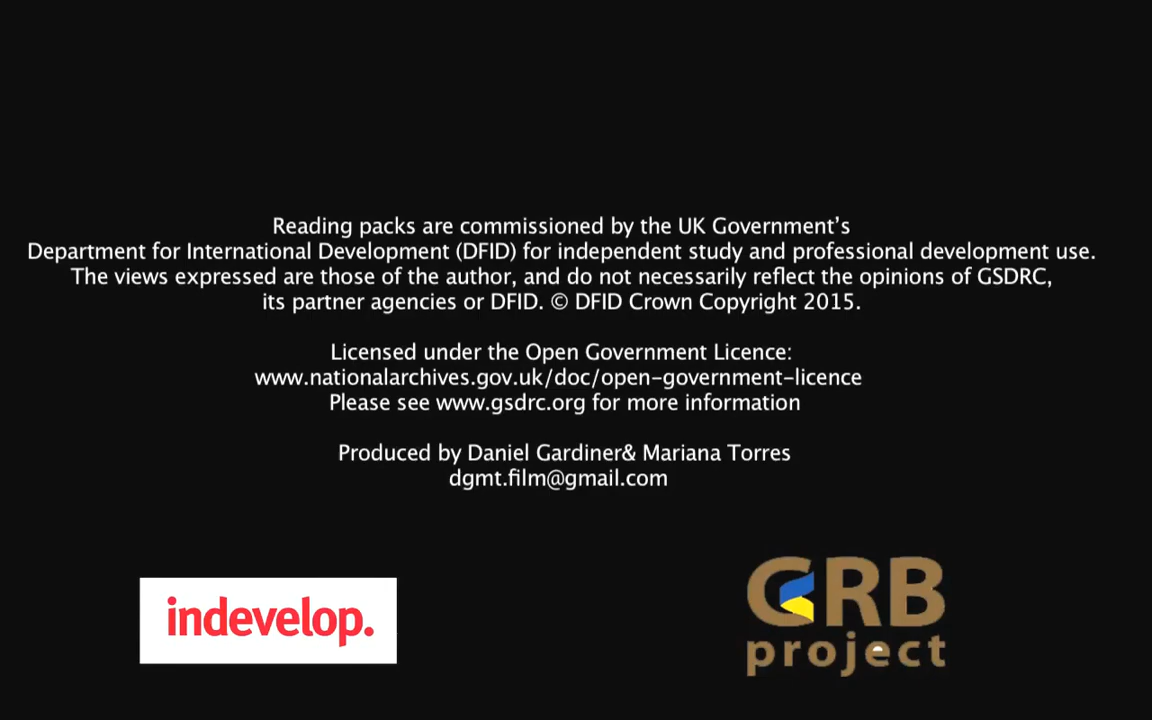 Reading packs are commissioned by the UK Government’s
Department for International Development (DFID) for independent study and professional development use.
The views expressed are those of the author, and do not necessarily reflect the opinions of GSDRC,
its partner agencies or DFID. © DFID Crown Copyright 2015.
Licensed under the Open Government Licence:
www.nationalarchives.gov.uk/doc/open-government-licence
Please see www.gsdrc.org for more information
Produced by Daniel Gardiner& Mariana Torres
dgmt.film@gmail.com
indevelop.
GRB
project